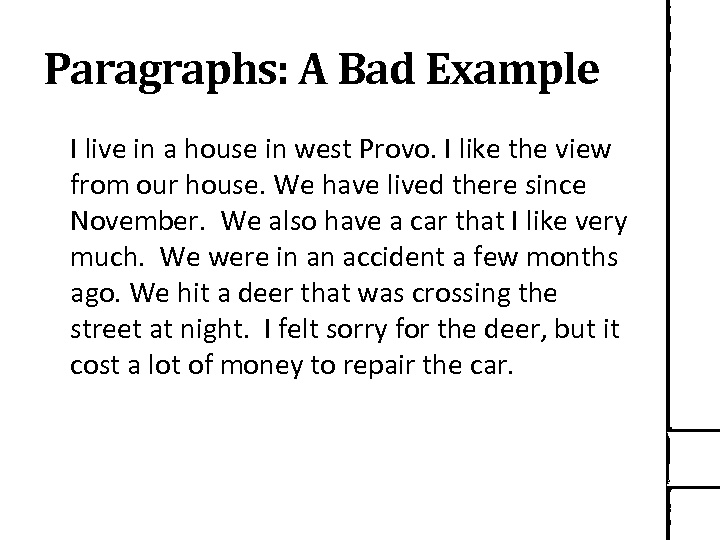 Paragraphs: A Bad Example
I live in a house in west Provo. I like the view
from our house. We have lived there since
November.  We also have a car that I like very
much.  We were in an accident a few months
ago. We hit a deer that was crossing the
street at night.  I felt sorry for the deer, but it
cost a lot of money to repair the car.